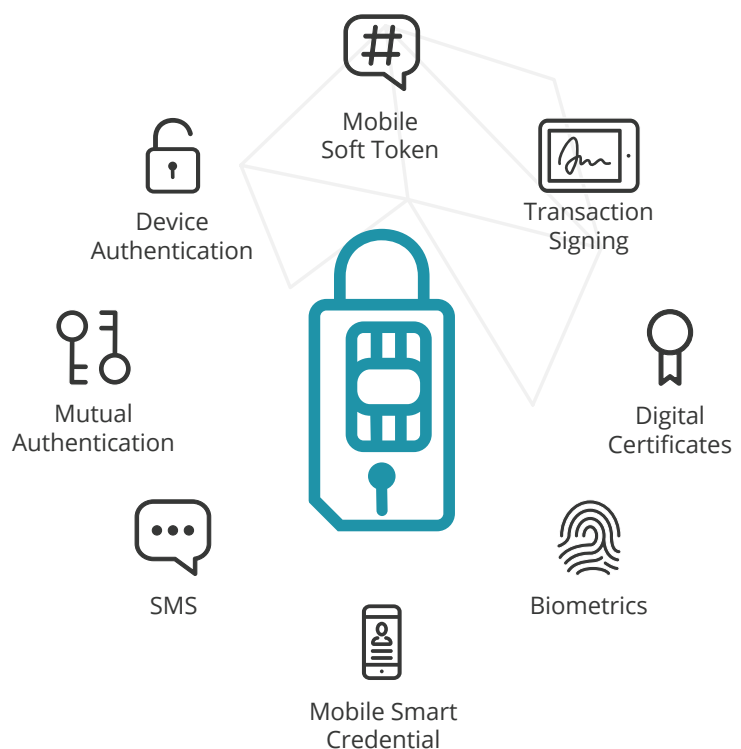 #
Mobile
Soft Token
Transaction
Signing
Device
Authentication
Mutual
Authentication
Digital
Certificates
SMS
Biometrics
Mobile Smart
Credential